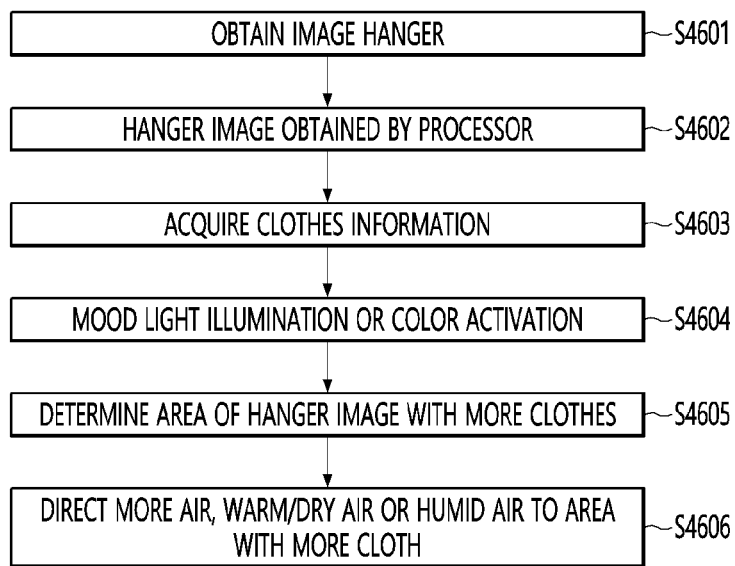 OBTAIN IMAGE HANGER
S4601
HANGER IMAGE OBTAINED BY PROCESSOR
S4602
ACQUIRE CLOTHES INFORMATION
S4603
MOOD LIGHT ILLUMINATION OR COLOR ACTIVATION
S4604
DETERMINE AREA OF HANGER IMAGE WITH MORE CLOTHES
S4605
DIRECT MORE AIR, WARM/DRY AIR OR HUMID AIR TO AREA
WITH MORE CLOTH
S4606